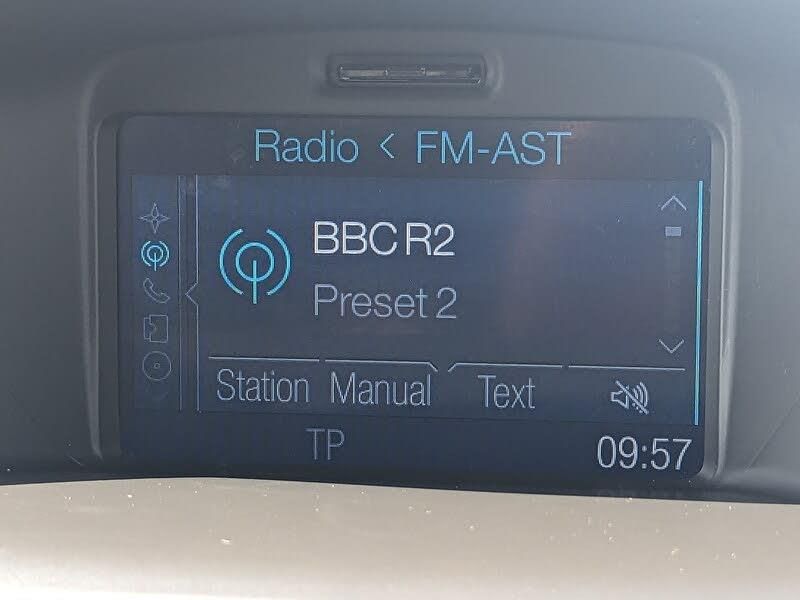 Radio < FM-AST
BBC R2
Preset 2
Station Manual Text
TP 09:57